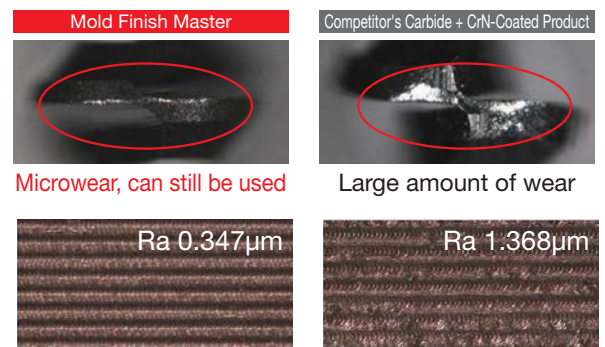 Mold Finish Master
Competitor's Carbide + CrN-Coated Product
Microwear, can still be used
Large amount of wear
Ra 0.347μm
Ra 1.368μm